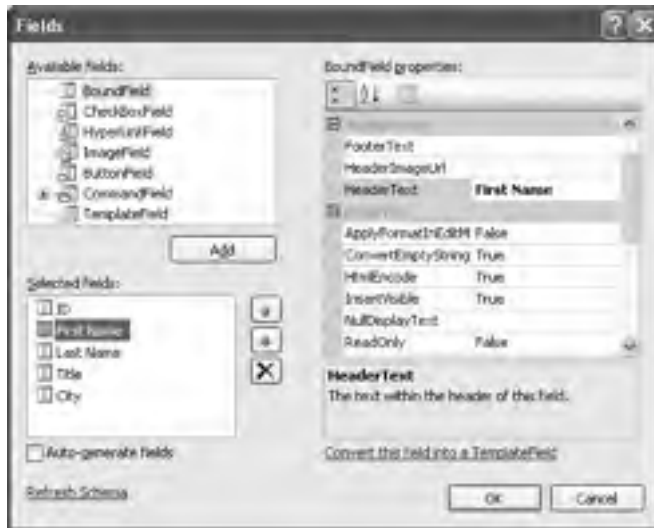 Fields
Available fields:
BoundField
CheckBoxField
HyperLinkField
ImageField
ButtonField
CommandField
TemplateField
Add
Selected fields:
ID
First Name
Last Name
Title
City
Auto-generate fields
Refresh Schema
BoundField properties:
FooterText
HeaderImageUrl
HeaderText First Name
ApplyFormatInEditM False
ConvertEmptyString True
HtmlEncode True
InsertVisible True
NullDisplayText
ReadOnly False
HeaderText
The text within the header of this field.
Convert this field into a TemplateField
OK
Cancel